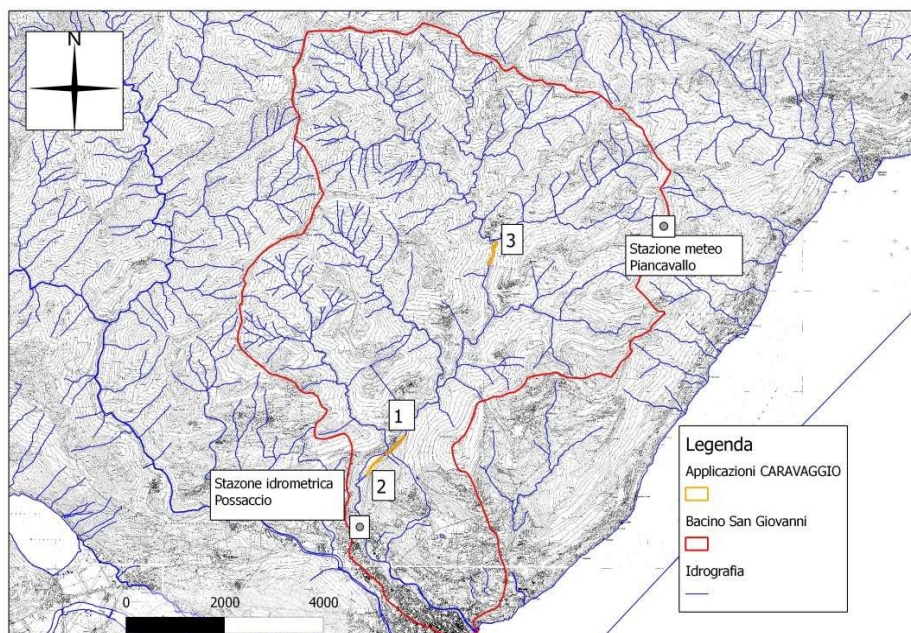 N
3
Stazione meteo
Piancavallo
1
2
Stazone idrometrica
Possaccio
Legenda
Applicazioni CARAVAGGIO
Bacino San Giovanni
Idrografia
0
2000
4000